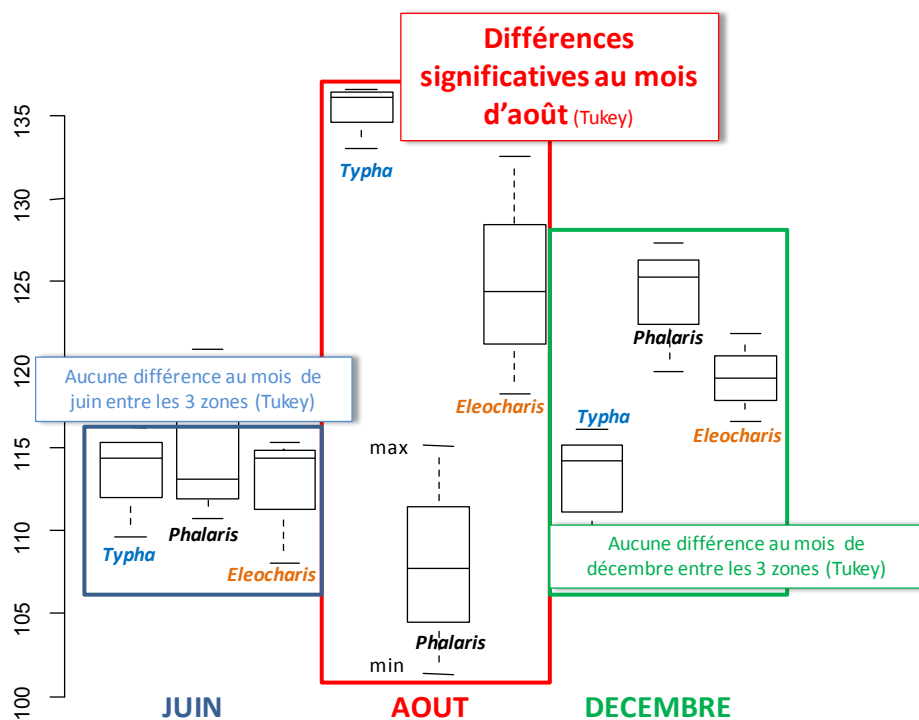 Différences
significatives au mois
d’août (Tukey)
135
130
125
120
115
110
105
100
Typha
Eleocharis
Phalaris
Typha
Eleocharis
Aucune différence au mois de
juin entre les 3 zones (Tukey)
max
Typha
Phalaris
Eleocharis
Aucune différence au mois de
décembre entre les 3 zones (Tukey)
Phalaris
min
JUIN
AOUT
DECEMBRE